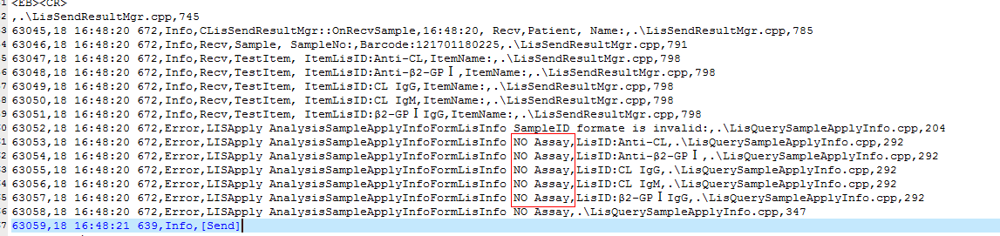 <EB><CR>
,.\LisSendResultMgr.cpp,745
63045,18 16:48:20 672,Info,CLisSendResultMgr::OnRecvSample,16:48:20, Recv,Patient, Name:,.\LisSendResultMgr.cpp,785
63046,18 16:48:20 672,Info,Recv,Sample, SampleNo:,Barcode:121701180225,.\LisSendResultMgr.cpp,791
63047,18 16:48:20 672,Info,Recv,TestItem, ItemLisID:Anti-CL,ItemName:,.\LisSendResultMgr.cpp,798
63048,18 16:48:20 672,Info,Recv,TestItem, ItemLisID:Anti-β2-GPⅠ,ItemName:,.\LisSendResultMgr.cpp,798
63049,18 16:48:20 672,Info,Recv,TestItem, ItemLisID:CL IgG,ItemName:,.\LisSendResultMgr.cpp,798
63050,18 16:48:20 672,Info,Recv,TestItem, ItemLisID:CL IgM,ItemName:,.\LisSendResultMgr.cpp,798
63051,18 16:48:20 672,Info,Recv,TestItem, ItemLisID:β2-GPⅠIgG,ItemName:,.\LisSendResultMgr.cpp,798
63052,18 16:48:20 672,Error,LISApply AnalysisSampleApplyInfoFormLisInfo SampleID formate is invalid:,.\LisQuerySampleApplyInfo.cpp,204
63053,18 16:48:20 672,Error,LISApply AnalysisSampleApplyInfoFormLisInfo NO Assay,LisID:Anti-CL,.\LisQuerySampleApplyInfo.cpp,292
63054,18 16:48:20 672,Error,LISApply AnalysisSampleApplyInfoFormLisInfo NO Assay,LisID:Anti-β2-GPⅠ,.\LisQuerySampleApplyInfo.cpp,292
63055,18 16:48:20 672,Error,LISApply AnalysisSampleApplyInfoFormLisInfo NO Assay,LisID:CL IgG,.\LisQuerySampleApplyInfo.cpp,292
63056,18 16:48:20 672,Error,LISApply AnalysisSampleApplyInfoFormLisInfo NO Assay,LisID:CL IgM,.\LisQuerySampleApplyInfo.cpp,292
63057,18 16:48:20 672,Error,LISApply AnalysisSampleApplyInfoFormLisInfo NO Assay,LisID:β2-GPⅠIgG,.\LisQuerySampleApplyInfo.cpp,292
63058,18 16:48:20 672,Error,LISApply AnalysisSampleApplyInfoFormLisInfo NO Assay,.\LisQuerySampleApplyInfo.cpp,347
63059,18 16:48:21 639,Info,[Send]